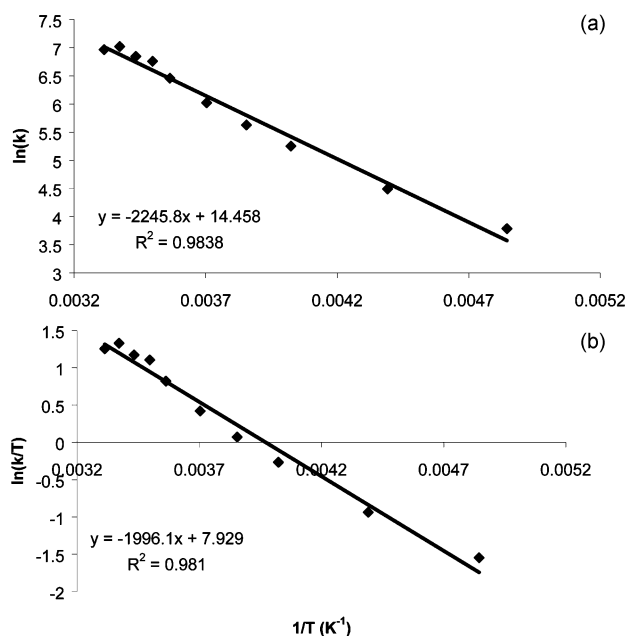 (a)
7.5
7
6.5
6
5.5
5
4.5
4
3.5
3
ln(k)
y = -2245.8x + 14.458
R² = 0.9838
0.0032 0.0037 0.0042 0.0047 0.0052
(b)
1.5
1
0.5
0
-0.5
-1
-1.5
-2
ln(k/T)
0.0032 0.0037 0.0042 0.0047 0.0052
y = -1996.1x + 7.929
R² = 0.981
1/T (K⁻¹)